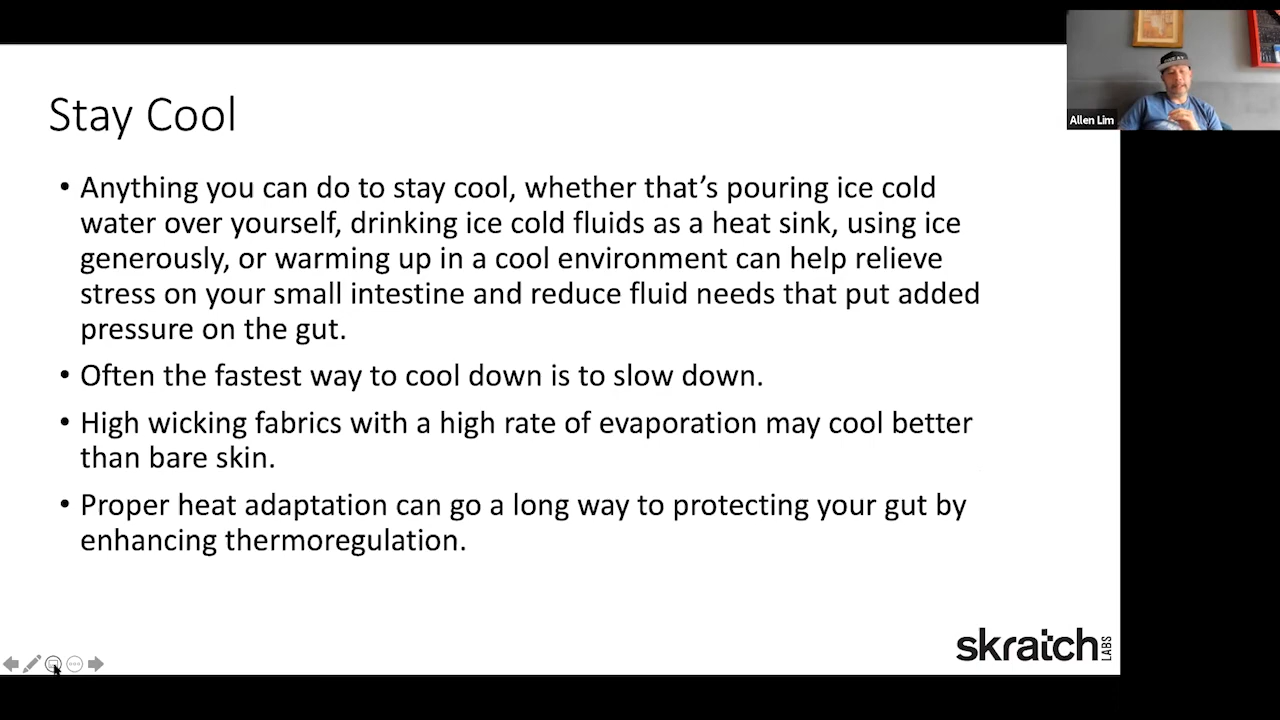 Stay Cool
• Anything you can do to stay cool, whether that’s pouring ice cold
water over yourself, drinking ice cold fluids as a heat sink, using ice
generously, or warming up in a cool environment can help relieve
stress on your small intestine and reduce fluid needs that put added
pressure on the gut.
• Often the fastest way to cool down is to slow down.
• High wicking fabrics with a high rate of evaporation may cool better
than bare skin.
• Proper heat adaptation can go a long way to protecting your gut by
enhancing thermoregulation.
skratch LABS
Allen Lim